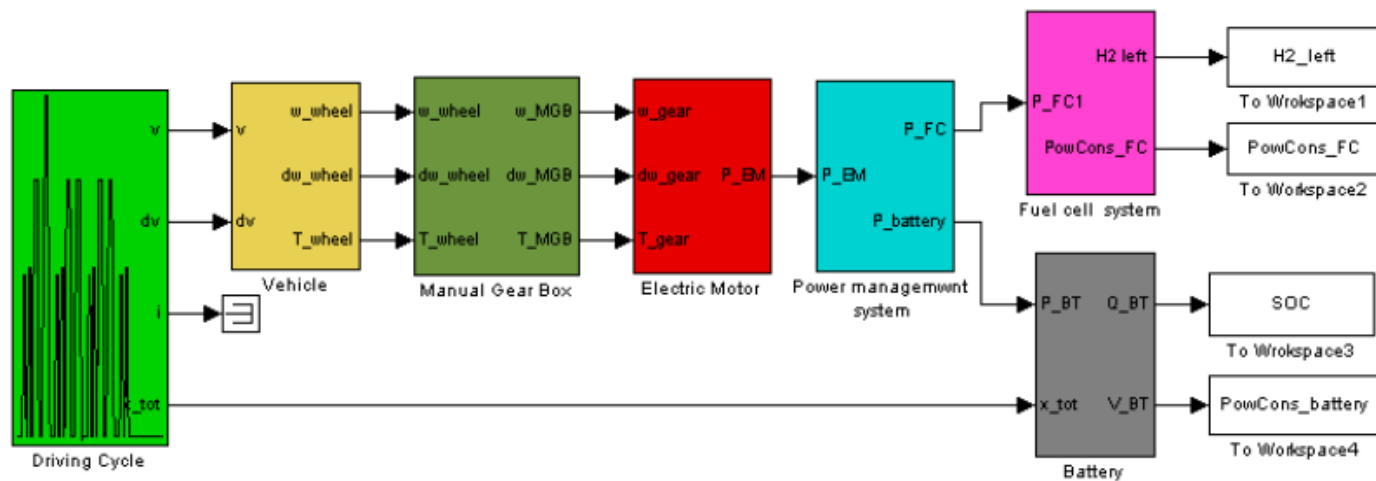 v
dv
i
x_tot
Driving Cycle
v
dv
w_wheel
dw_wheel
T_wheel
Vehicle
w_wheel
dw_wheel
T_wheel
w_MGB
dw_MGB
T_MGB
Manual Gear Box
w_gear
dw_gear
T_gear
P_EM
Electric Motor
P_EM
P_FC
P_battery
Power managemwnt
system
P_FC1
H2 left
PowCons_FC
Fuel cell system
H2_left
To Wrokspace1
PowCons_FC
To Workspace2
P_BT
x_tot
Q_BT
V_BT
Battery
SOC
To Wrokspace3
PowCons_battery
To Workspace4